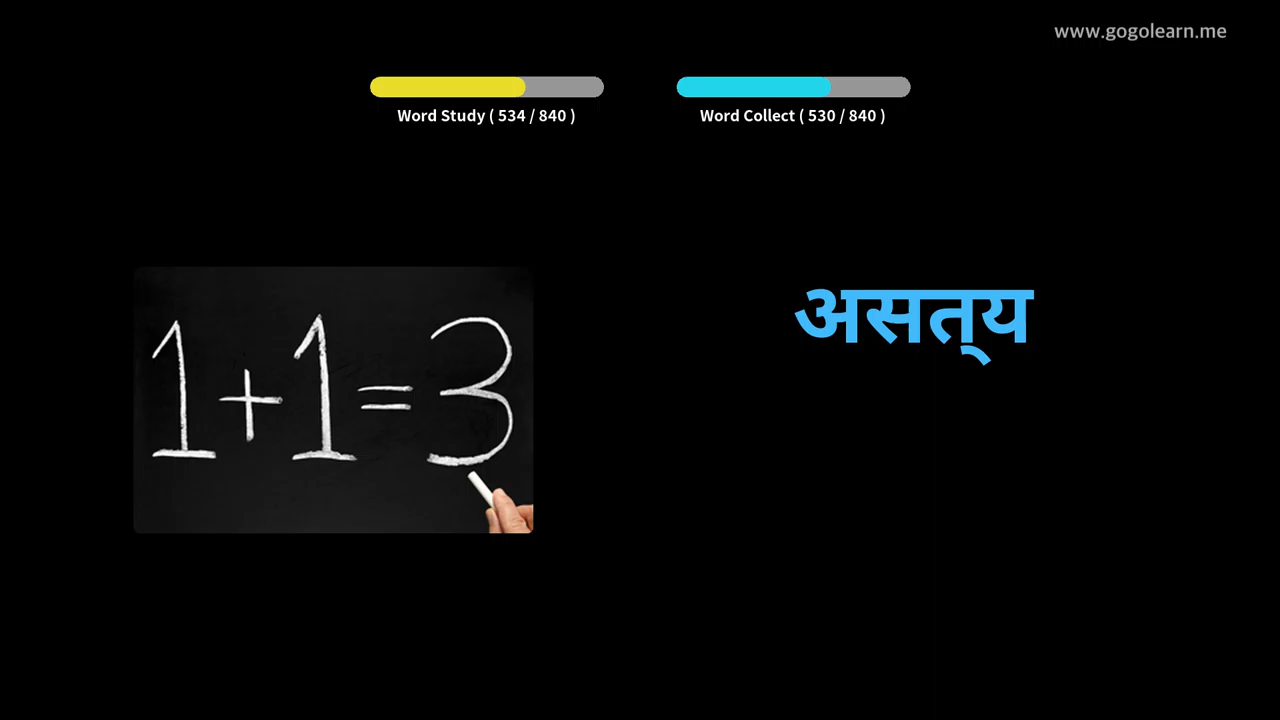 www.gogolearn.me
Word Study ( 534 / 840 )
Word Collect ( 530 / 840 )
1+1=3
असत्‌य